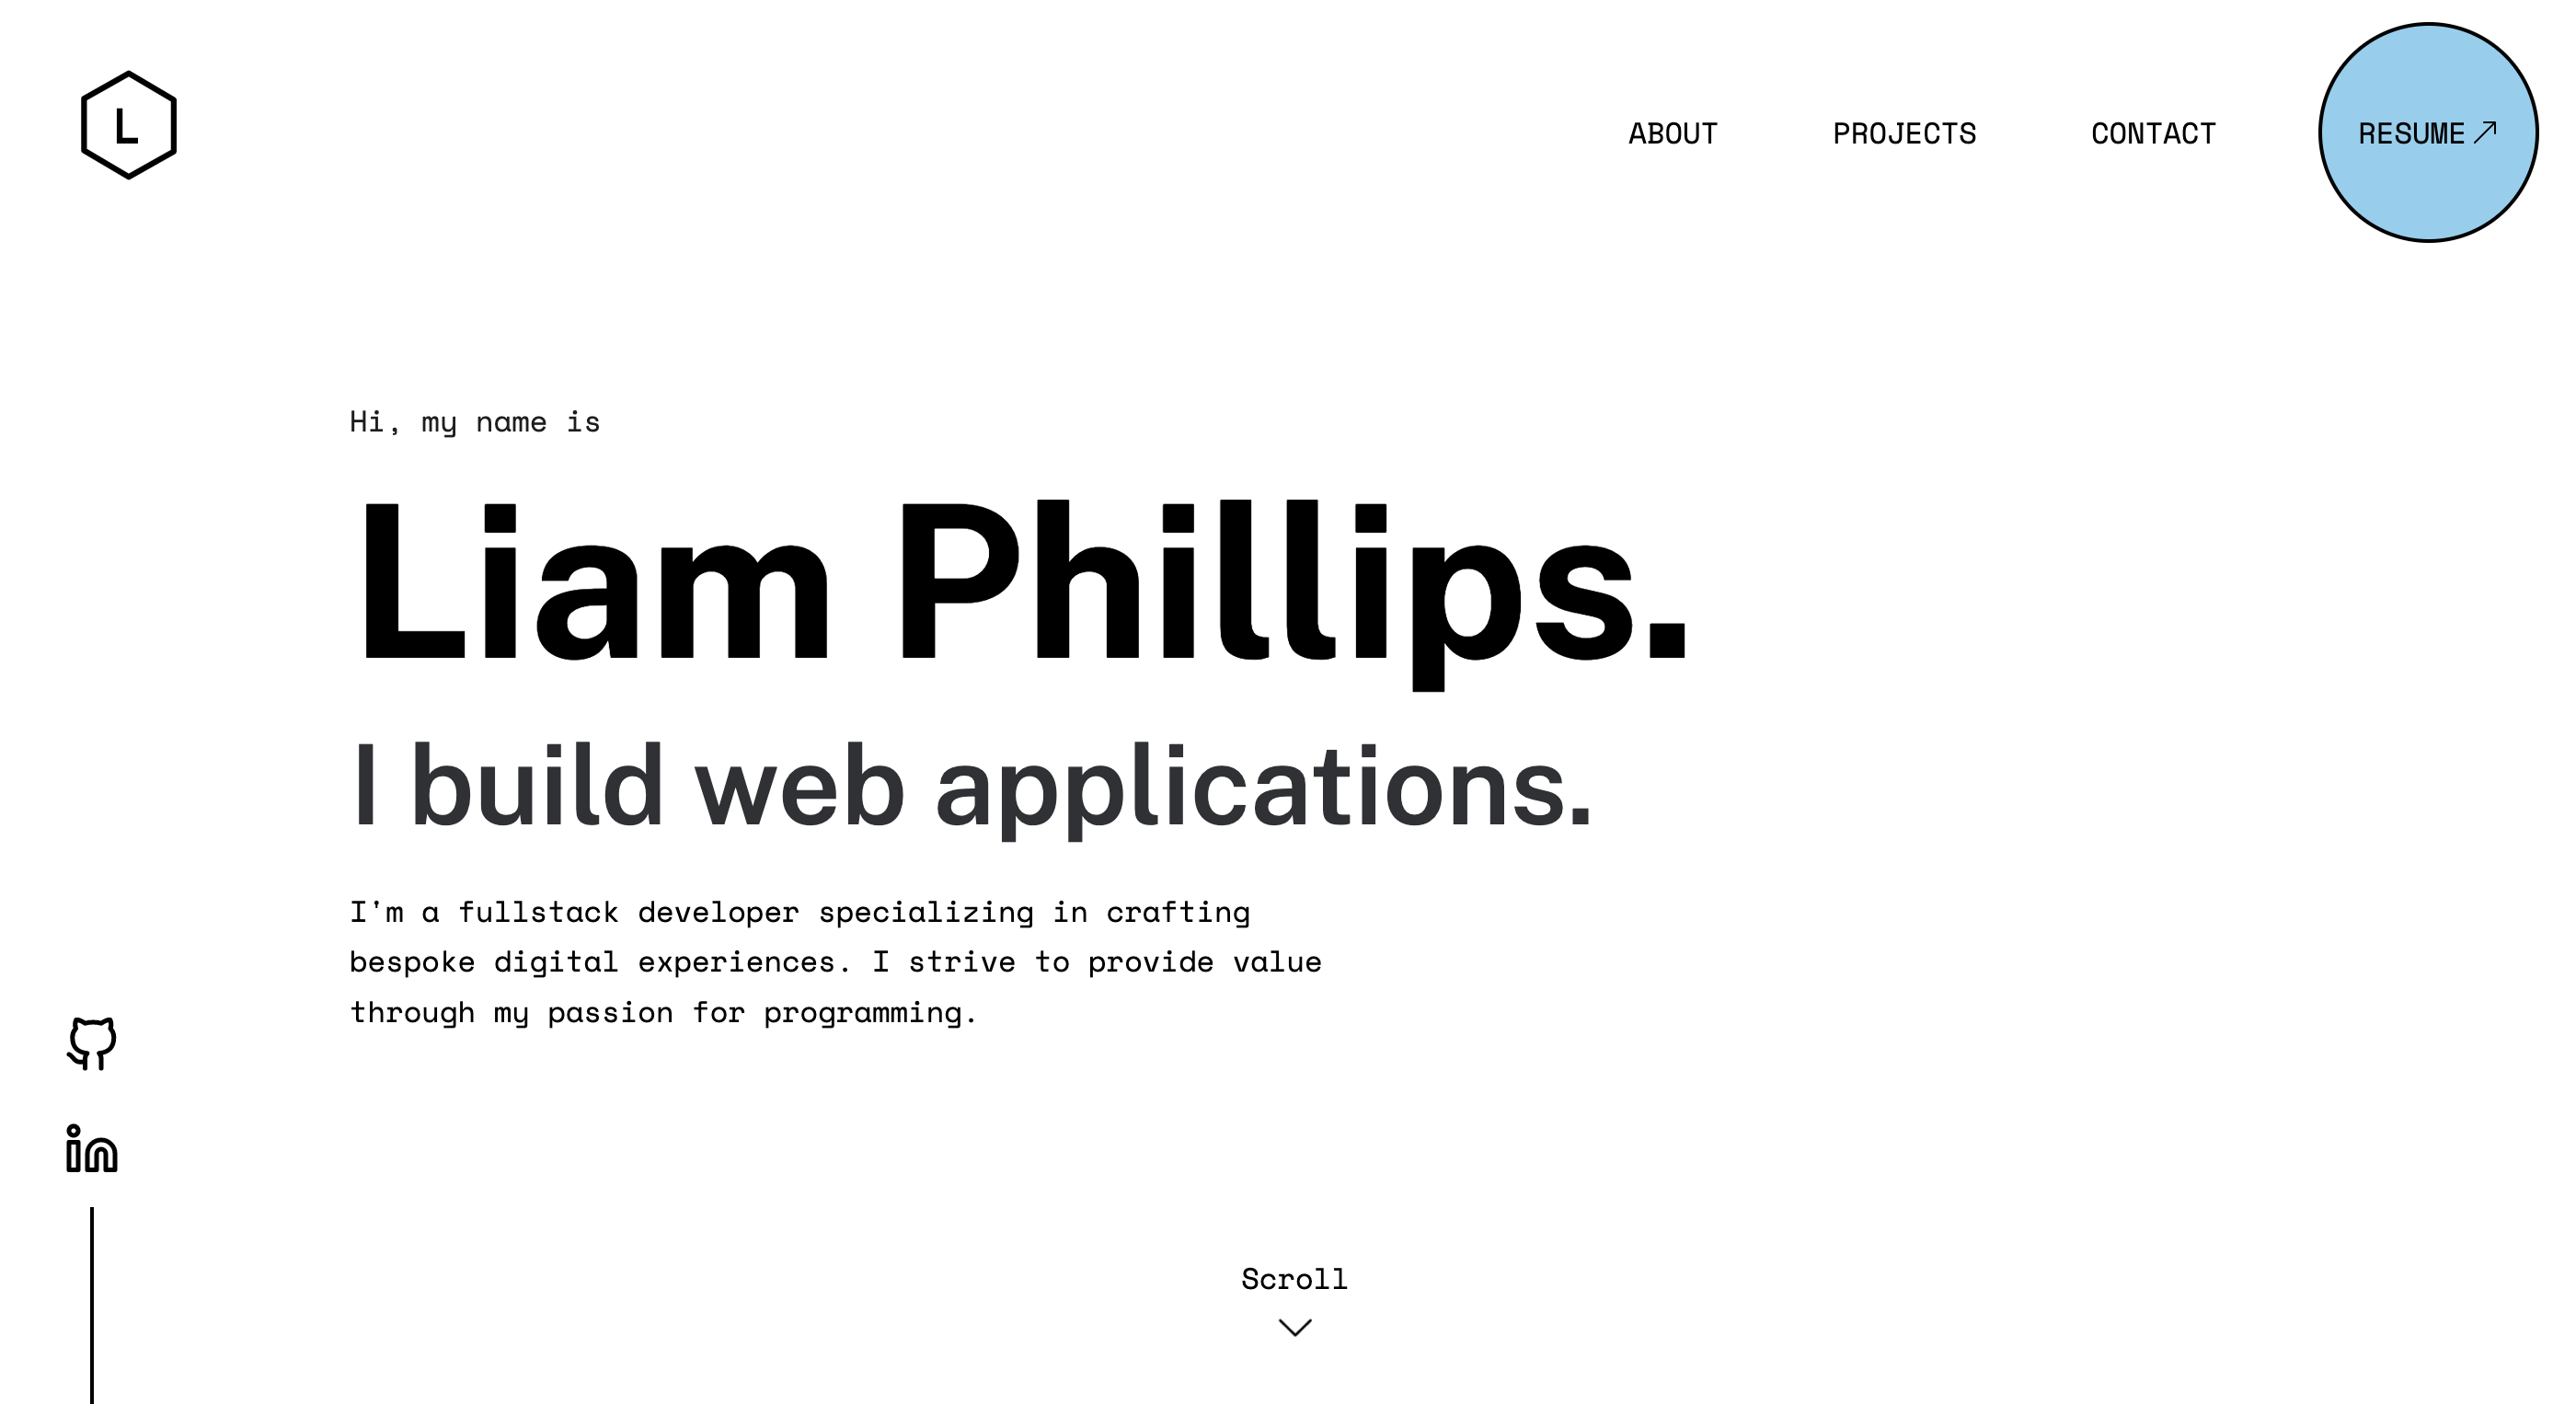 L
ABOUT PROJECTS CONTACT RESUME
Hi, my name is
Liam Phillips.
I build web applications.
I'm a fullstack developer specializing in crafting
bespoke digital experiences. I strive to provide value
through my passion for programming.
in
Scroll